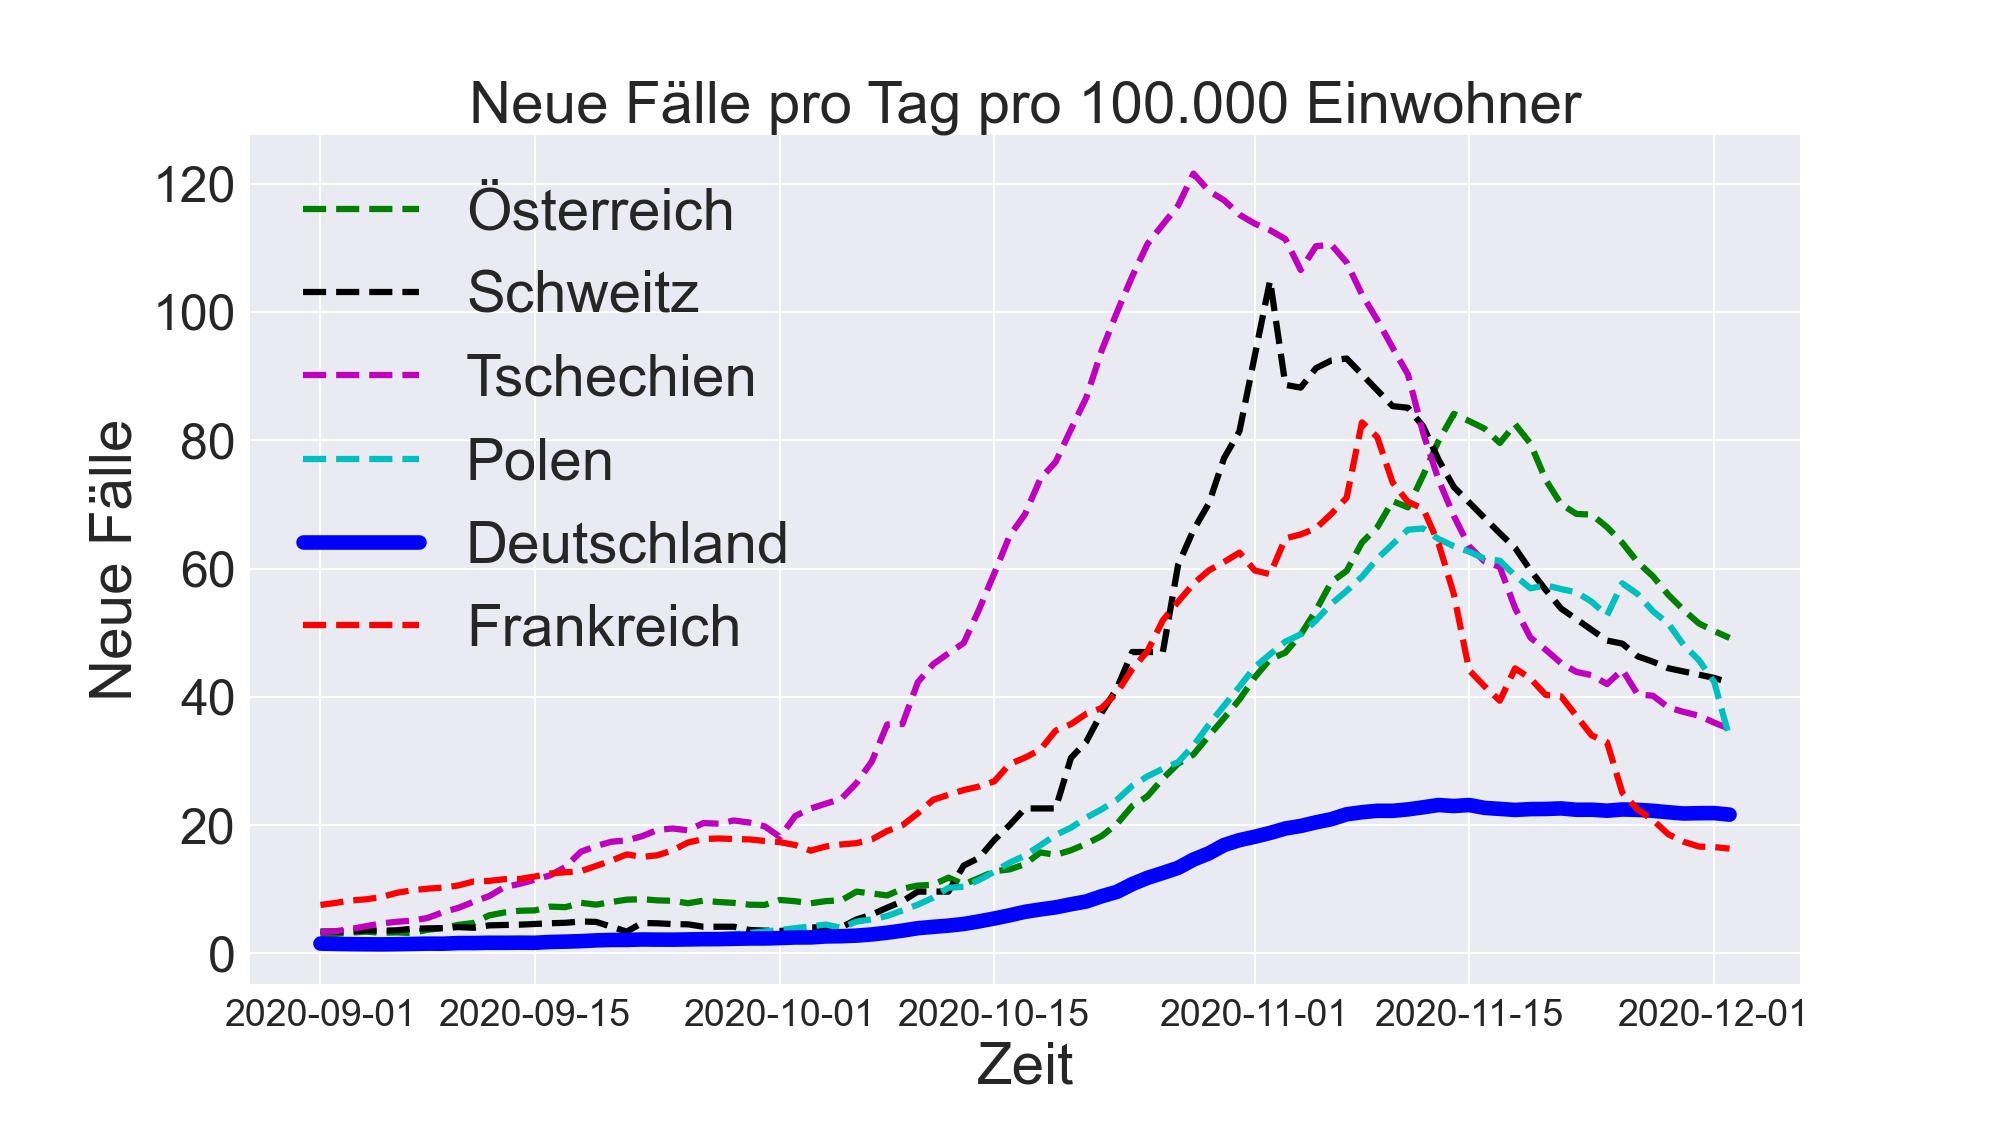 Neue Fälle pro Tag pro 100.000 Einwohner
120
100
80
60
40
20
0
Neue Fälle
Österreich
Schweitz
Tschechien
Polen
Deutschland
Frankreich
2020-09-01 2020-09-15 2020-10-01 2020-10-15 2020-11-01 2020-11-15 2020-12-01
Zeit